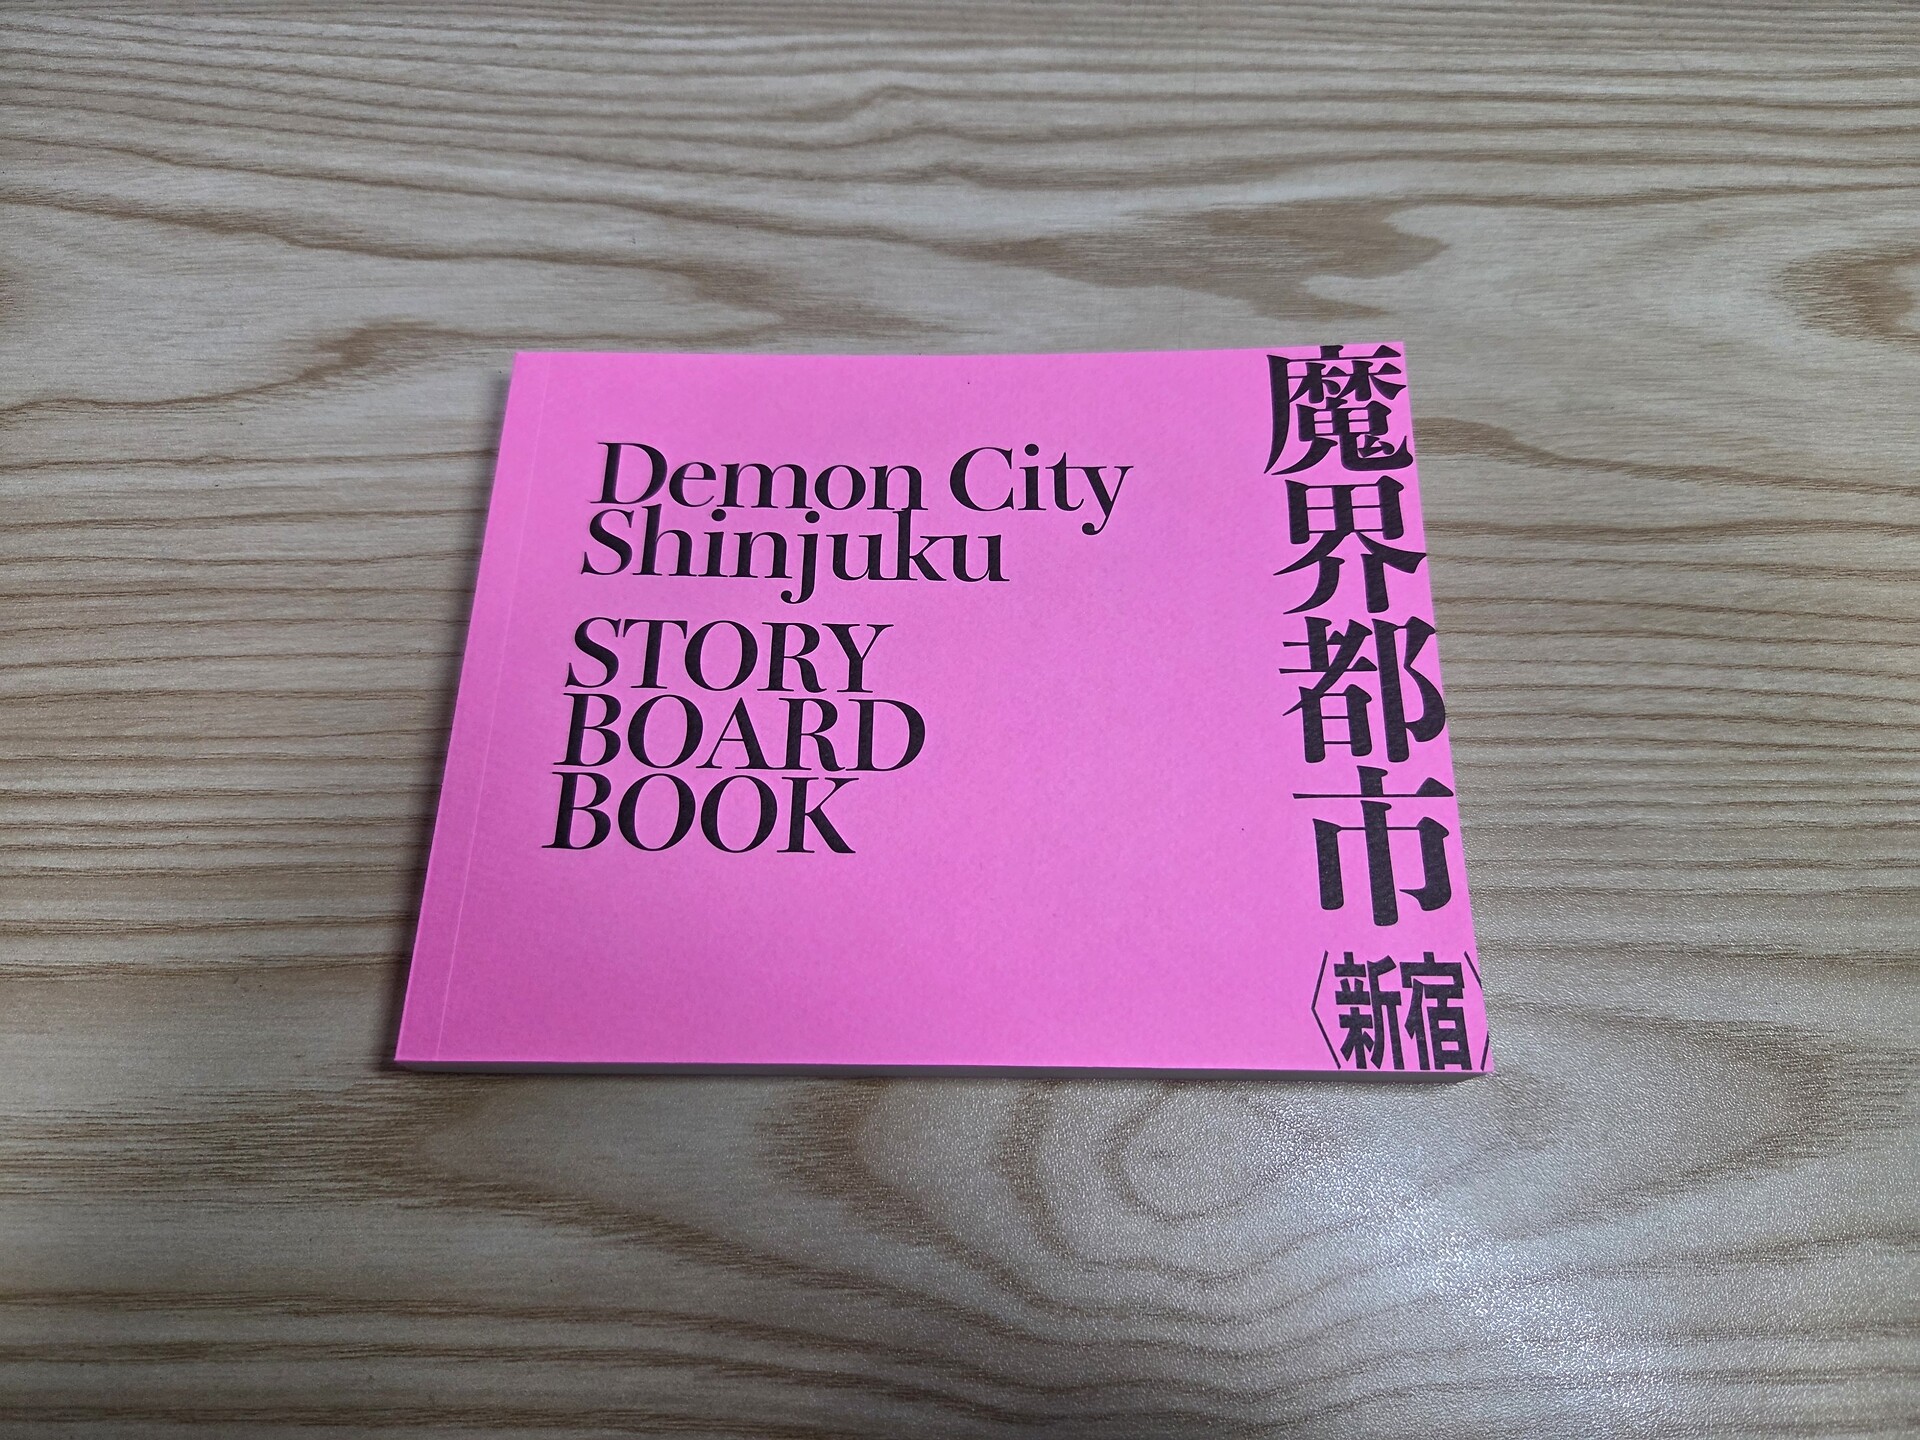 Demon City
Shinjuku
STORY
BOARD
BOOK
魔界都市
〈新宿〉